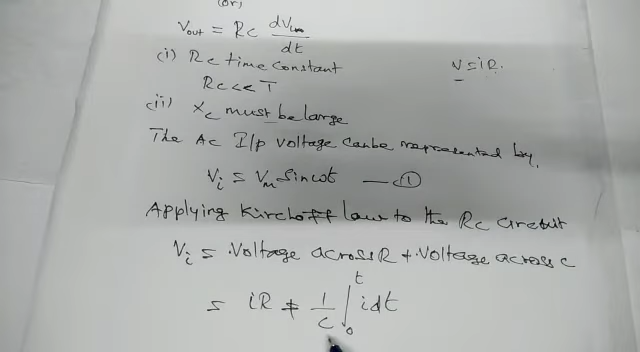 (or)
Vout = RC dVin/dt
(i) RC time constant
RC << T
V = iR.
(ii) Xc must be large
The AC I/p voltage can be represented by,
Vi = Vm Sinωt — ①
Applying Kirchoff law to the RC circuit
Vi = Voltage across R + Voltage across C
= iR + 1/C ∫₀ᵗ i dt